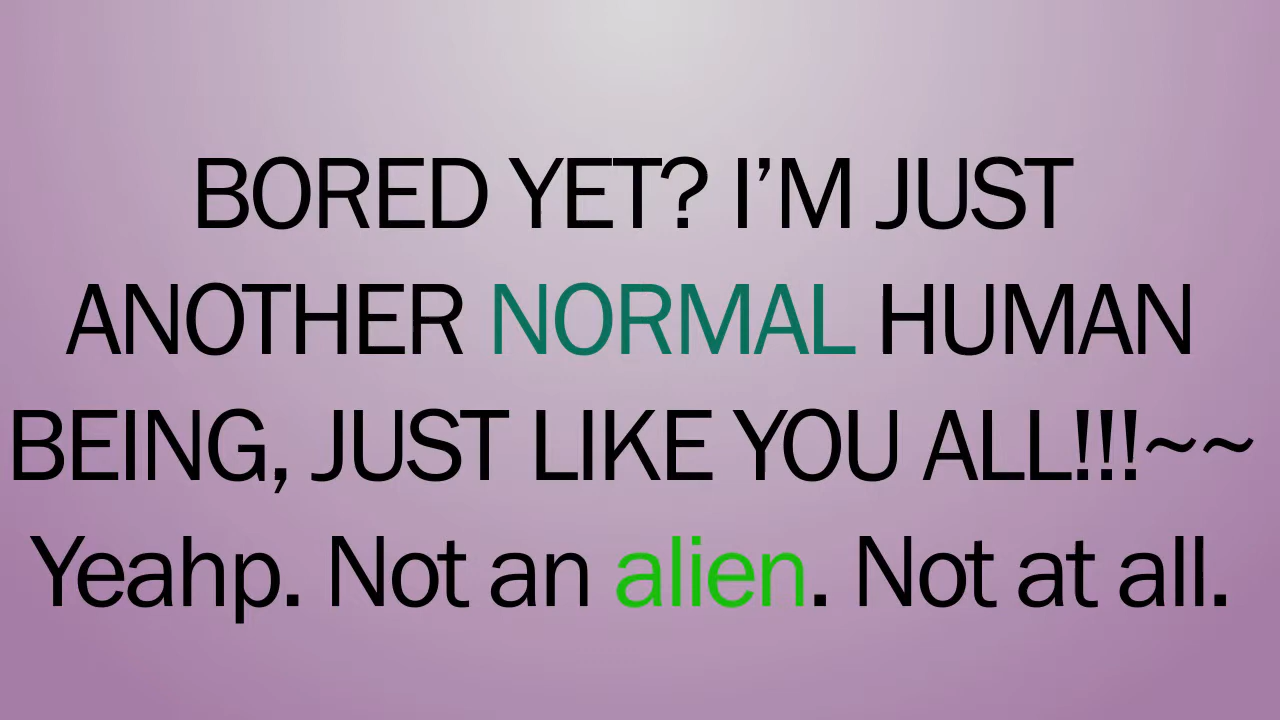 BORED YET? I’M JUST
ANOTHER NORMAL HUMAN
BEING, JUST LIKE YOU ALL!!!~~
Yeahp. Not an alien. Not at all.